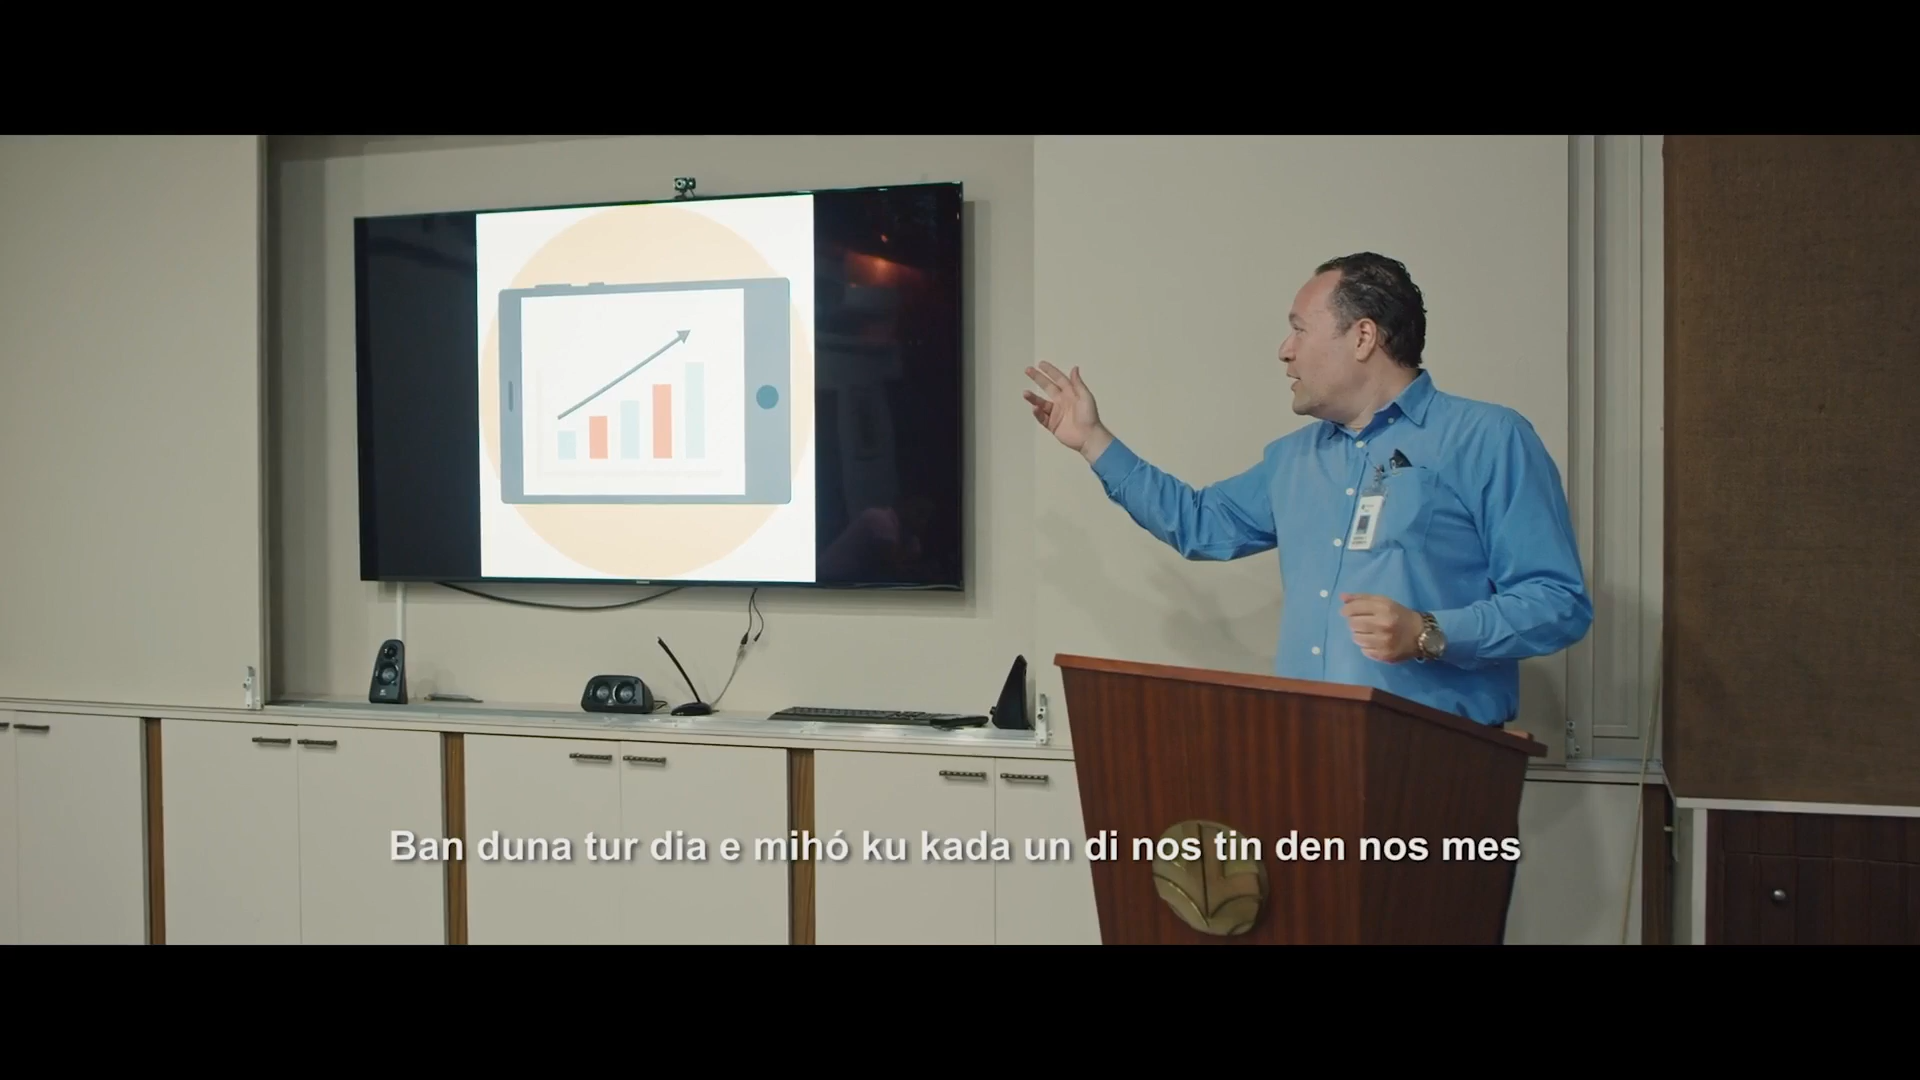 Ban duna tur dia e mihó ku kada un di nos tin den nos mes